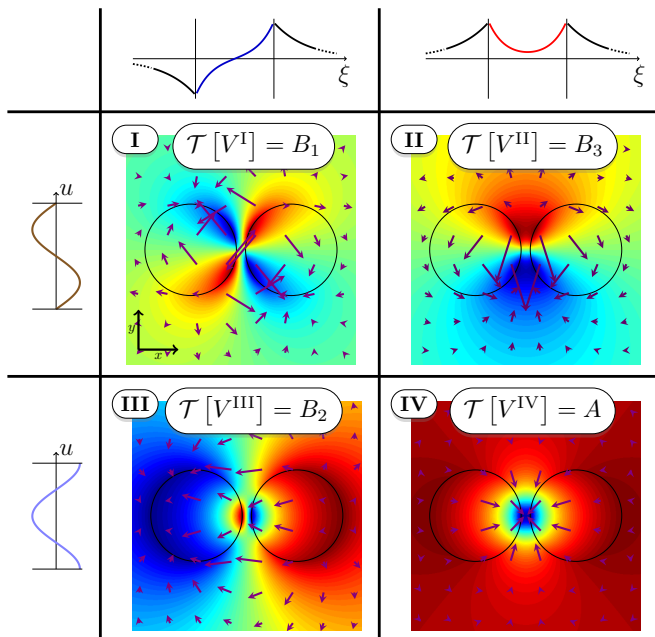 ξ
ξ
u
I
𝒯 [V^I] = B_1
II
𝒯 [V^II] = B_3
y
x
u
III
𝒯 [V^III] = B_2
IV
𝒯 [V^IV] = A